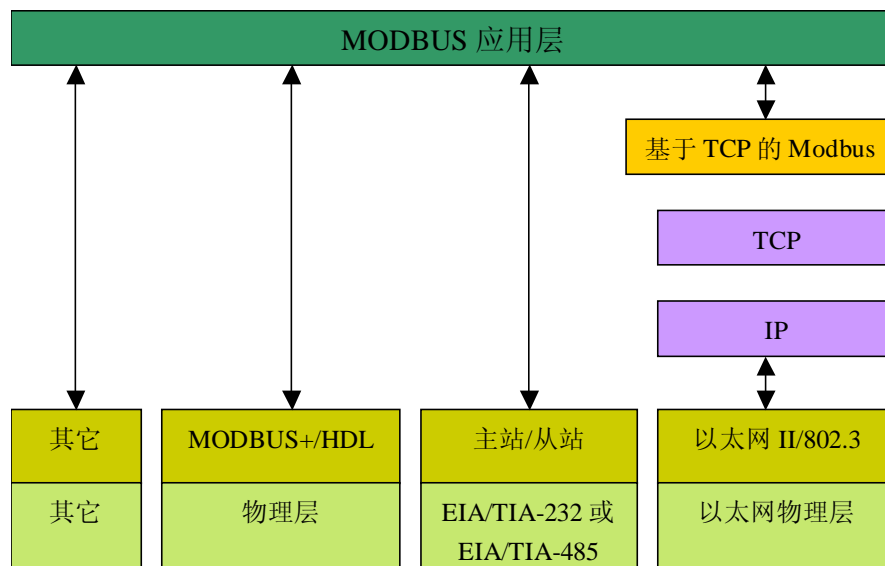 MODBUS 应用层
基于 TCP 的 Modbus
TCP
IP
其它
MODBUS+/HDL
主站/从站
以太网 II/802.3
其它
物理层
EIA/TIA-232 或
EIA/TIA-485
以太网物理层